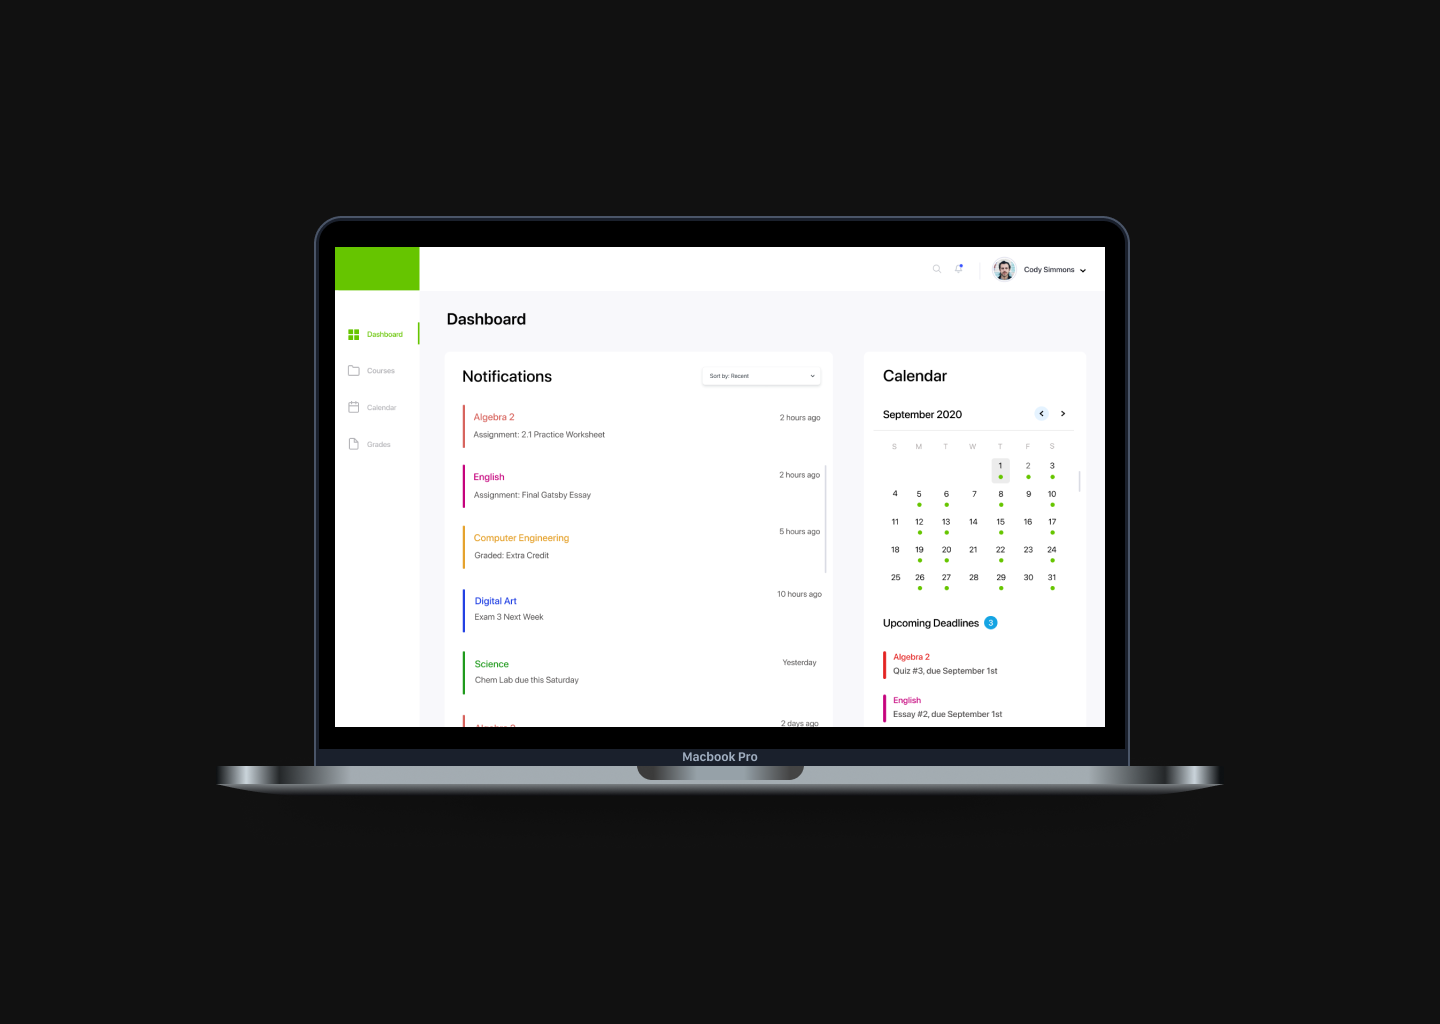 Cody Simmons
Dashboard
Dashboard
Courses
Calendar
Grades
Notifications
Sort by: Recent
Algebra 2
2 hours ago
Assignment: 2.1 Practice Worksheet
English
2 hours ago
Assignment: Final Gatsby Essay
Computer Engineering
5 hours ago
Graded: Extra Credit
Digital Art
10 hours ago
Exam 3 Next Week
Science
Yesterday
Chem Lab due this Saturday
Algebra 2
2 days ago
Calendar
September 2020
S M T W T F S
1 2 3
4 5 6 7 8 9 10
11 12 13 14 15 16 17
18 19 20 21 22 23 24
25 26 27 28 29 30 31
Upcoming Deadlines 3
Algebra 2
Quiz #3, due September 1st
English
Essay #2, due September 1st
Macbook Pro